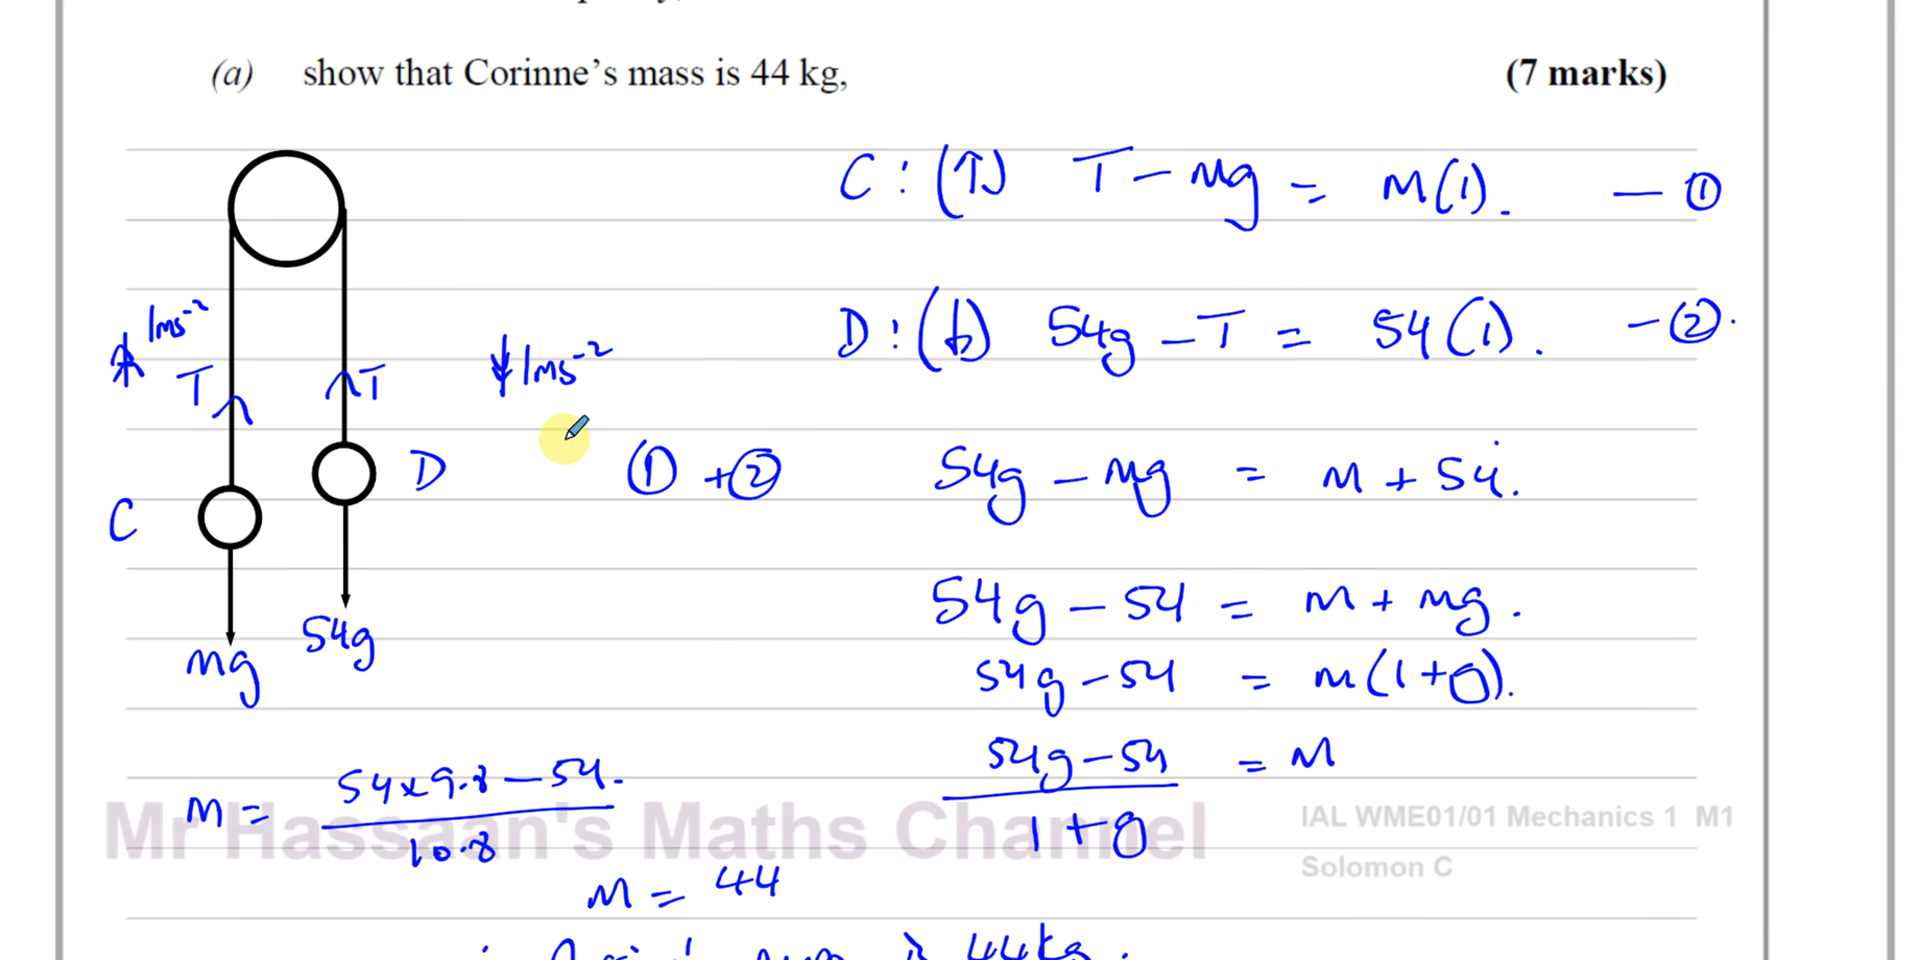 (a) show that Corinne's mass is 44 kg, (7 marks)
C : (↑) T - Mg = M(1). - ①
D : (↓) 54g - T = 54(1). - ②.
1ms⁻²
T
T
1ms⁻²
C
D
Mg
54g
① + ② 54g - Mg = M + 54.
54g - 54 = M + Mg.
54g - 54 = M(1+g).
54g - 54 = M
1 + g
M = 54 x 9.8 - 54.
10.8
M = 44
44kg.
Mr Hassaan's Maths Channel
IAL WME01/01 Mechanics 1 M1
Solomon C